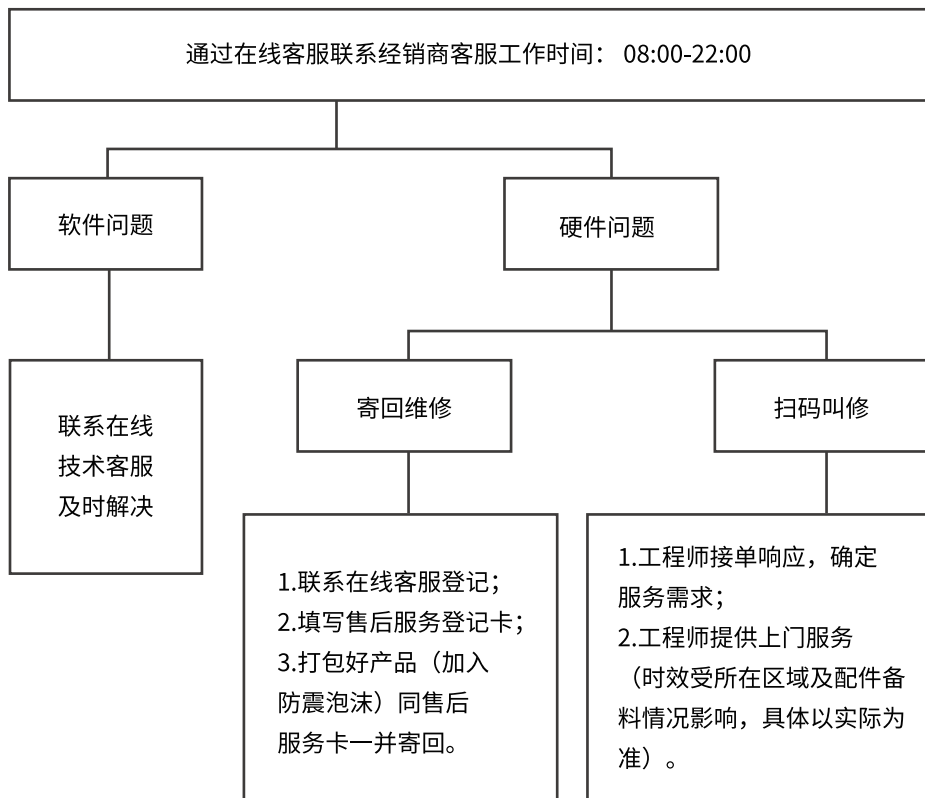 通过在线客服联系经销商客服工作时间： 08:00-22:00
软件问题
硬件问题
联系在线
技术客服
及时解决
寄回维修
扫码叫修
1.联系在线客服登记；
2.填写售后服务登记卡；
3.打包好产品（加入
防震泡沫）同售后
服务卡一并寄回。
1.工程师接单响应，确定
服务需求；
2.工程师提供上门服务
（时效受所在区域及配件备
料情况影响，具体以实际为
准）。